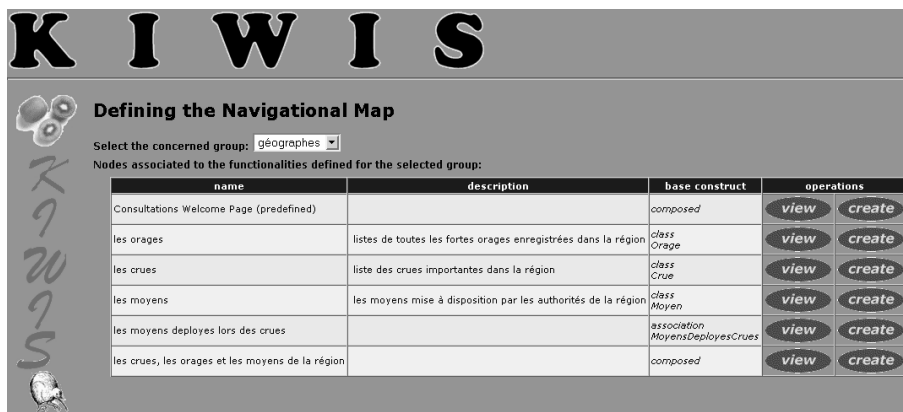 K I W I S
Defining the Navigational Map
Select the concerned group: géographes
Nodes associated to the functionalities defined for the selected group:
name description base construct operations
Consultations Welcome Page (predefined) composed view create
les orages listes de toutes les fortes orages enregistrées dans la région class Orage view create
les crues liste des crues importantes dans la région class Crue view create
les moyens les moyens mise à disposition par les authorités de la région class Moyen view create
les moyens deployes lors des crues association MoyensDeployesCrues view create
les crues, les orages et les moyens de la région composed view create
K
I
W
I
S